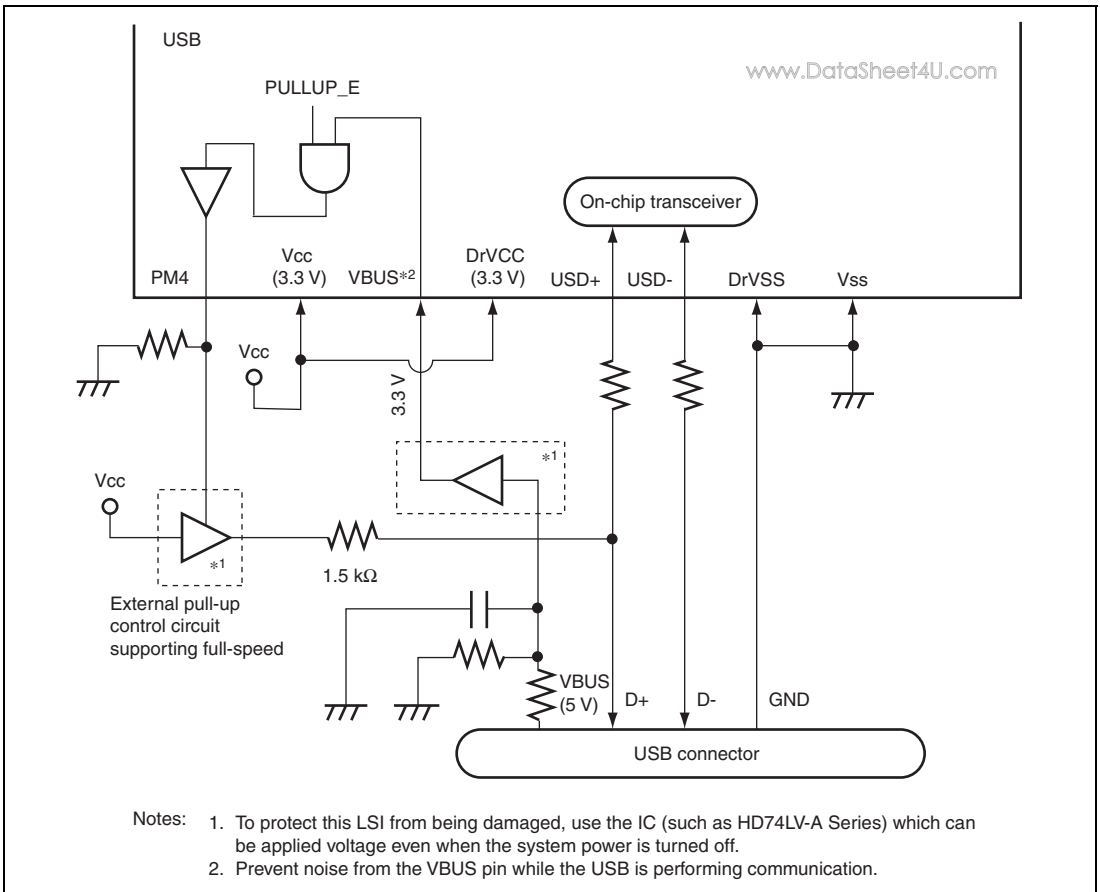 USB
www.DataSheet4U.com
PULLUP_E
On-chip transceiver
PM4
Vcc
(3.3 V)
VBUS*2
DrVCC
(3.3 V)
USD+
USD-
DrVSS
Vss
Vcc
3.3 V
*1
Vcc
*1
1.5 kΩ
External pull-up
control circuit
supporting full-speed
VBUS
(5 V)
D+
D-
GND
USB connector
Notes: 1. To protect this LSI from being damaged, use the IC (such as HD74LV-A Series) which can
be applied voltage even when the system power is turned off.
2. Prevent noise from the VBUS pin while the USB is performing communication.